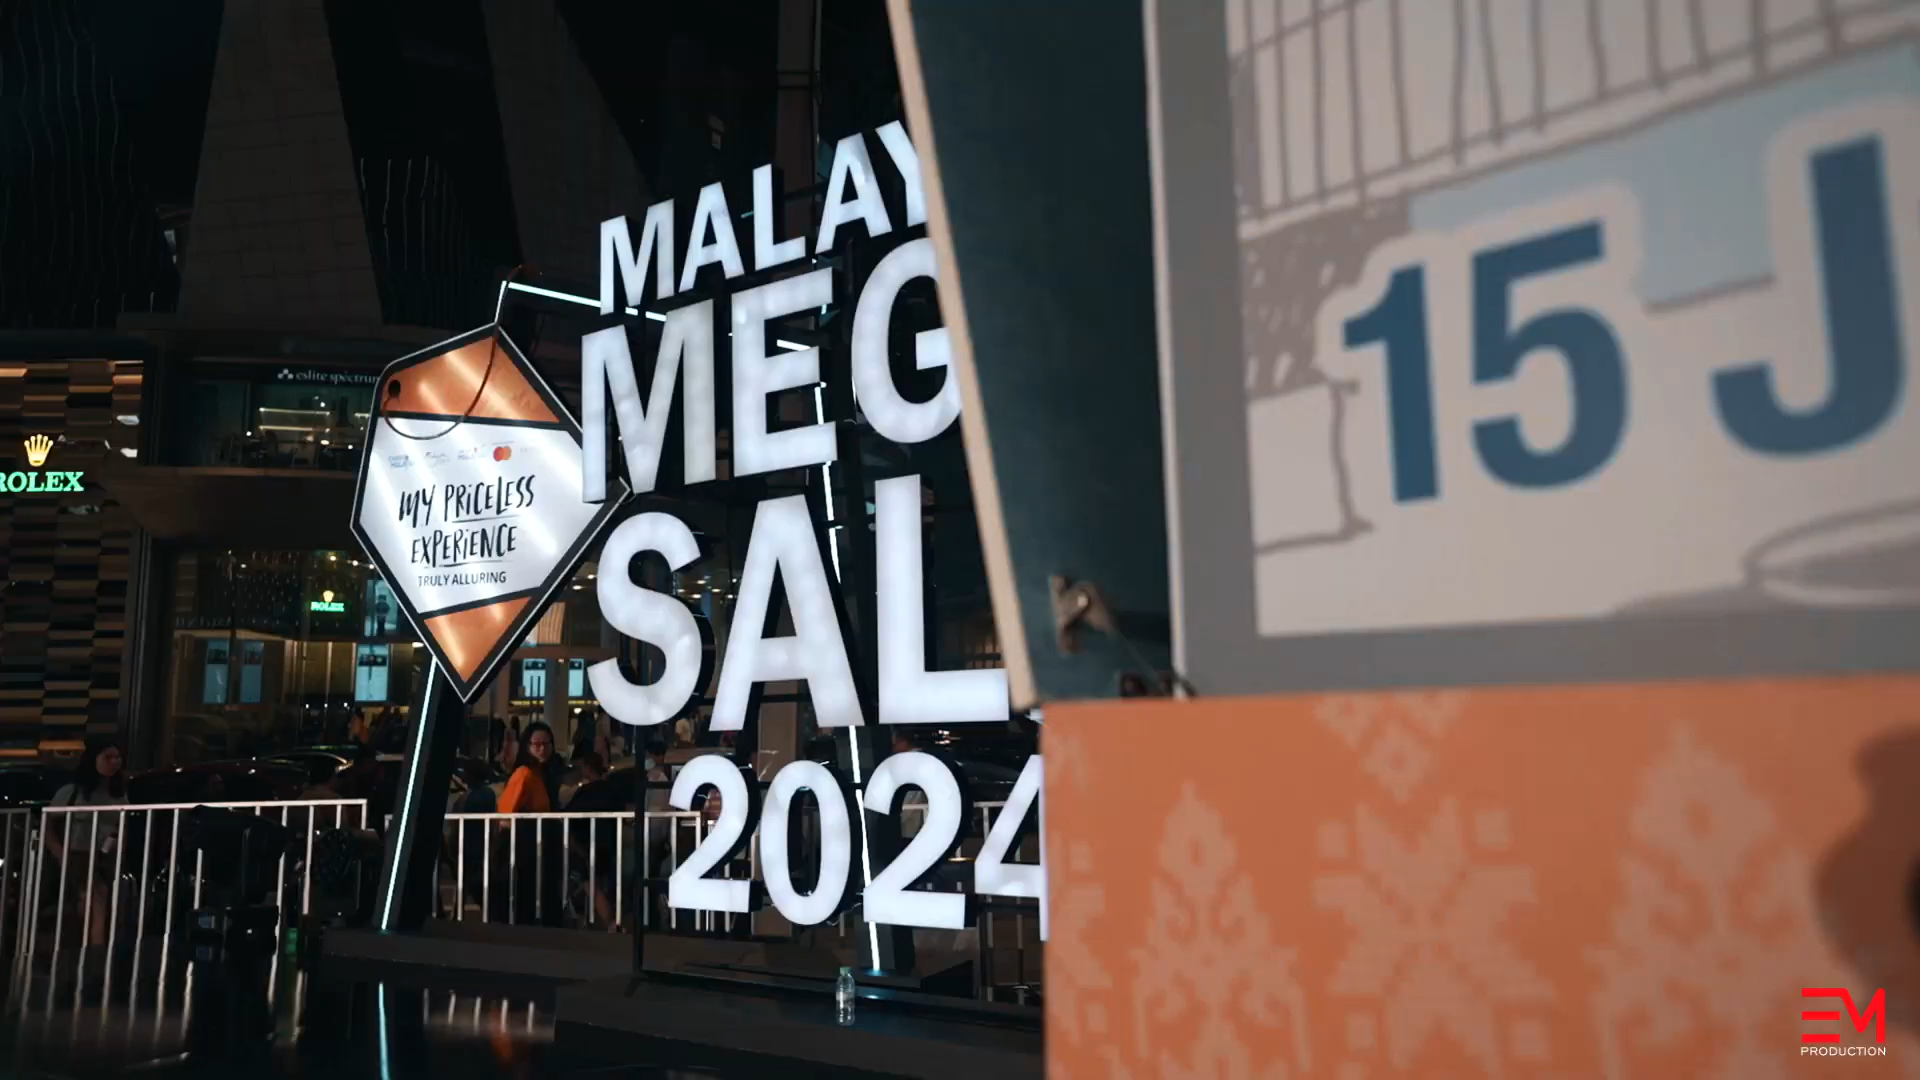 MALAY
MEG
SAL
2024
eslite spectrum
ROLEX
MY PRICELESS
EXPERIENCE
TRULY ALLURING
ROLEX
15 J
EM
PRODUCTION